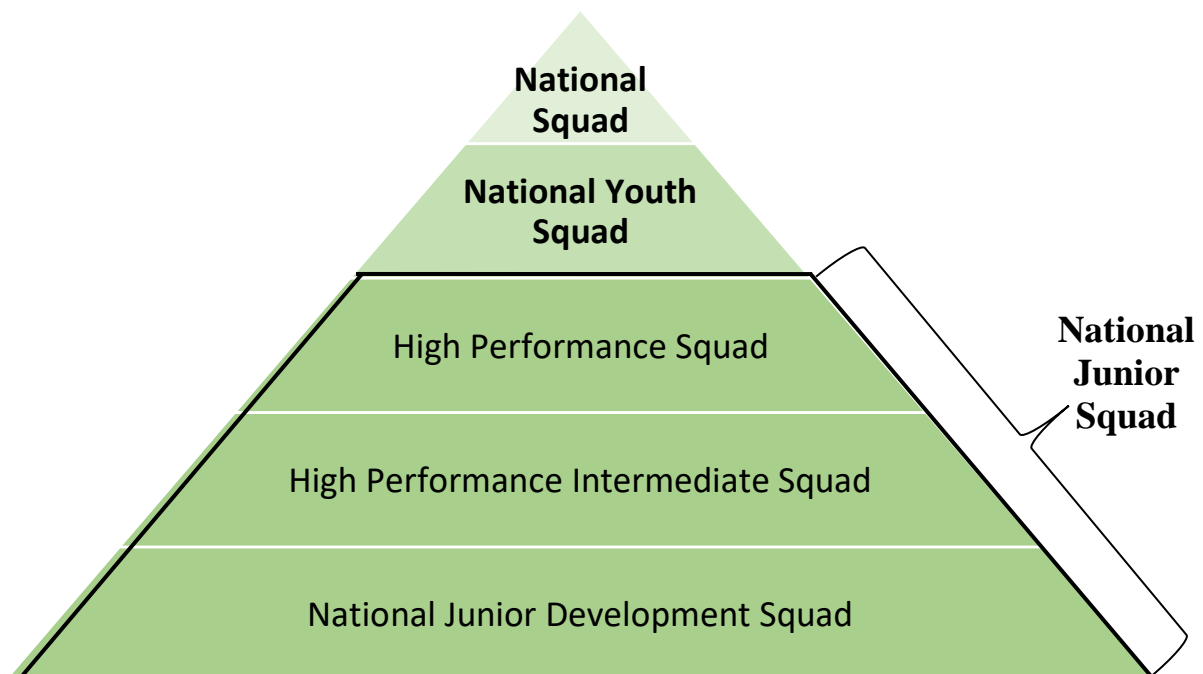 National
Squad
National Youth
Squad
High Performance Squad
National
Junior
Squad
High Performance Intermediate Squad
National Junior Development Squad